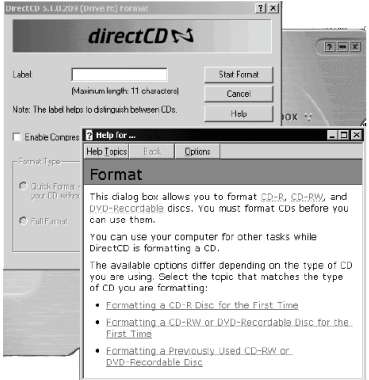 DirectCD 5.1.0.209 (Drive H:) Format
directCD
Label:
(Maximum length: 11 characters)
Note: The label helps to distinguish between CDs.
Start Format
Cancel
Help
Enable Compres
Format Type
Quick Format -
your CD without
Full Format
Help for ...
Help Topics Back Options
Format
This dialog box allows you to format CD-R, CD-RW, and
DVD-Recordable discs. You must format CDs before you
can use them.
You can use your computer for other tasks while
DirectCD is formatting a CD.
The available options differ depending on the type of CD
you are using. Select the topic that matches the type
of CD you are formatting:
• Formatting a CD-R Disc for the First Time
• Formatting a CD-RW or DVD-Recordable Disc for the
First Time
• Formatting a Previously Used CD-RW or
DVD-Recordable Disc